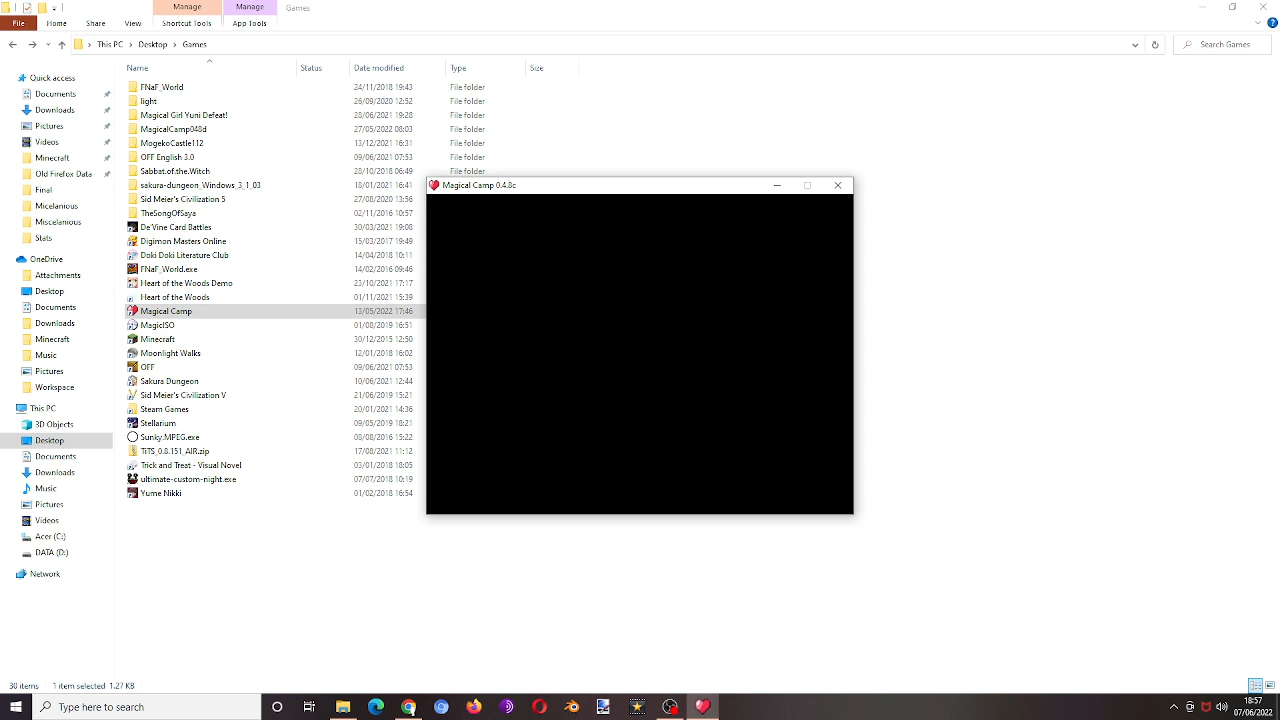 Manage Manage Games
File Home Share View Shortcut Tools App Tools
This PC Desktop Games Search Games
Name Status Date modified Type Size
Quick access
Documents
Downloads
Pictures
Videos
Minecraft
Old Firefox Data
Final
Micelanious
Miscelanious
Stats
OneDrive
Attachments
Desktop
Documents
Downloads
Minecraft
Music
Pictures
Workspace
This PC
3D Objects
Desktop
Documents
Downloads
Music
Pictures
Videos
Acer (C:)
DATA (D:)
Network
FNaF_World 24/11/2018 19:43 File folder
light 26/09/2020 12:52 File folder
Magical Girl Yuni Defeat! 28/06/2021 19:28 File folder
MagicalCamp048d 27/05/2022 08:03 File folder
MogekoCastle112 13/12/2021 16:31 File folder
OFF English 3.0 09/06/2021 07:53 File folder
Sabbat.of.the.Witch 28/10/2018 06:49 File folder
sakura-dungeon_Windows_3_1_03 18/01/2021 16:41
Sid Meier's Civilization 5 27/08/2020 13:56
TheSongOfSaya 02/11/2016 10:57
De'Vine Card Battles 30/03/2021 19:08
Digimon Masters Online 15/03/2017 19:49
Doki Doki Literature Club 14/04/2018 10:11
FNaF_World.exe 14/02/2016 09:46
Heart of the Woods Demo 23/10/2021 17:17
Heart of the Woods 01/11/2021 15:39
Magical Camp 13/05/2022 17:46
MagicISO 01/08/2019 16:51
Minecraft 30/12/2015 12:50
Moonlight Walks 12/01/2018 16:02
OFF 09/06/2021 07:53
Sakura Dungeon 10/06/2021 12:44
Sid Meier's Civilization V 21/06/2019 15:21
Steam Games 20/01/2021 14:36
Stellarium 09/05/2019 18:21
Sunky.MPEG.exe 08/08/2016 15:22
TiTS_0.8.151_AIR.zip 17/08/2021 11:12
Trick and Treat - Visual Novel 03/01/2018 18:05
ultimate-custom-night.exe 07/07/2018 10:19
Yume Nikki 01/02/2018 16:54
Magical Camp 0.4.8c
30 items 1 item selected 1.27 KB
Type here to search
18:57
07/06/2022